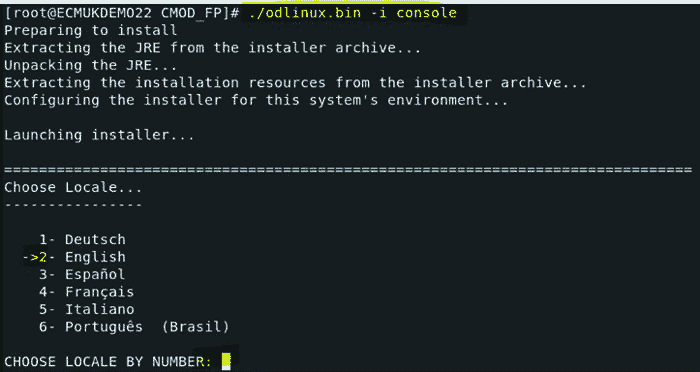 [root@ECMUKDEMO22 CMOD_FP]# ./odlinux.bin -i console
Preparing to install
Extracting the JRE from the installer archive...
Unpacking the JRE...
Extracting the installation resources from the installer archive...
Configuring the installer for this system's environment...
Launching installer...
===============================================================================
Choose Locale...
----------------
1- Deutsch
->2- English
3- Español
4- Français
5- Italiano
6- Português  (Brasil)
CHOOSE LOCALE BY NUMBER: